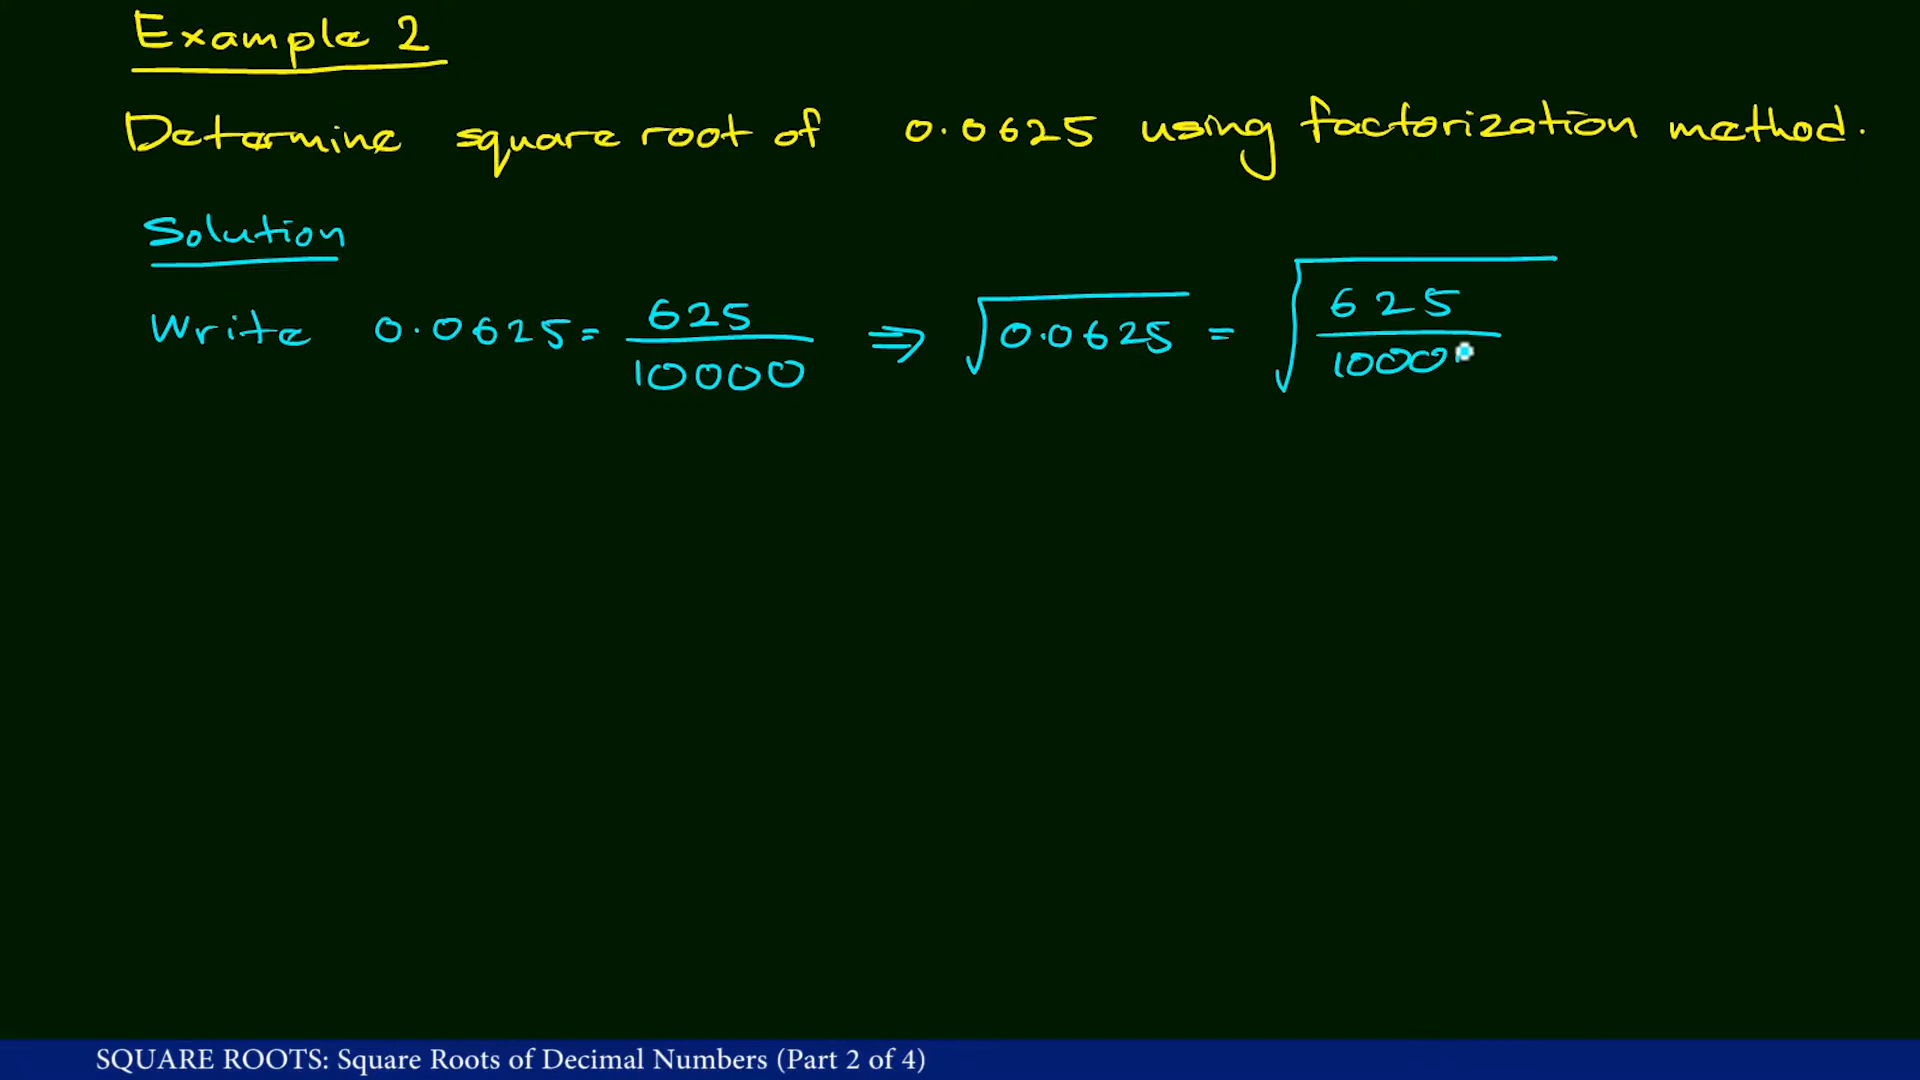 Example 2
Determine square root of 0.0625 using factorization method.
Solution
Write 0.0625 = 625/10000 ⇒ √0.0625 = √625/10000
SQUARE ROOTS: Square Roots of Decimal Numbers (Part 2 of 4)